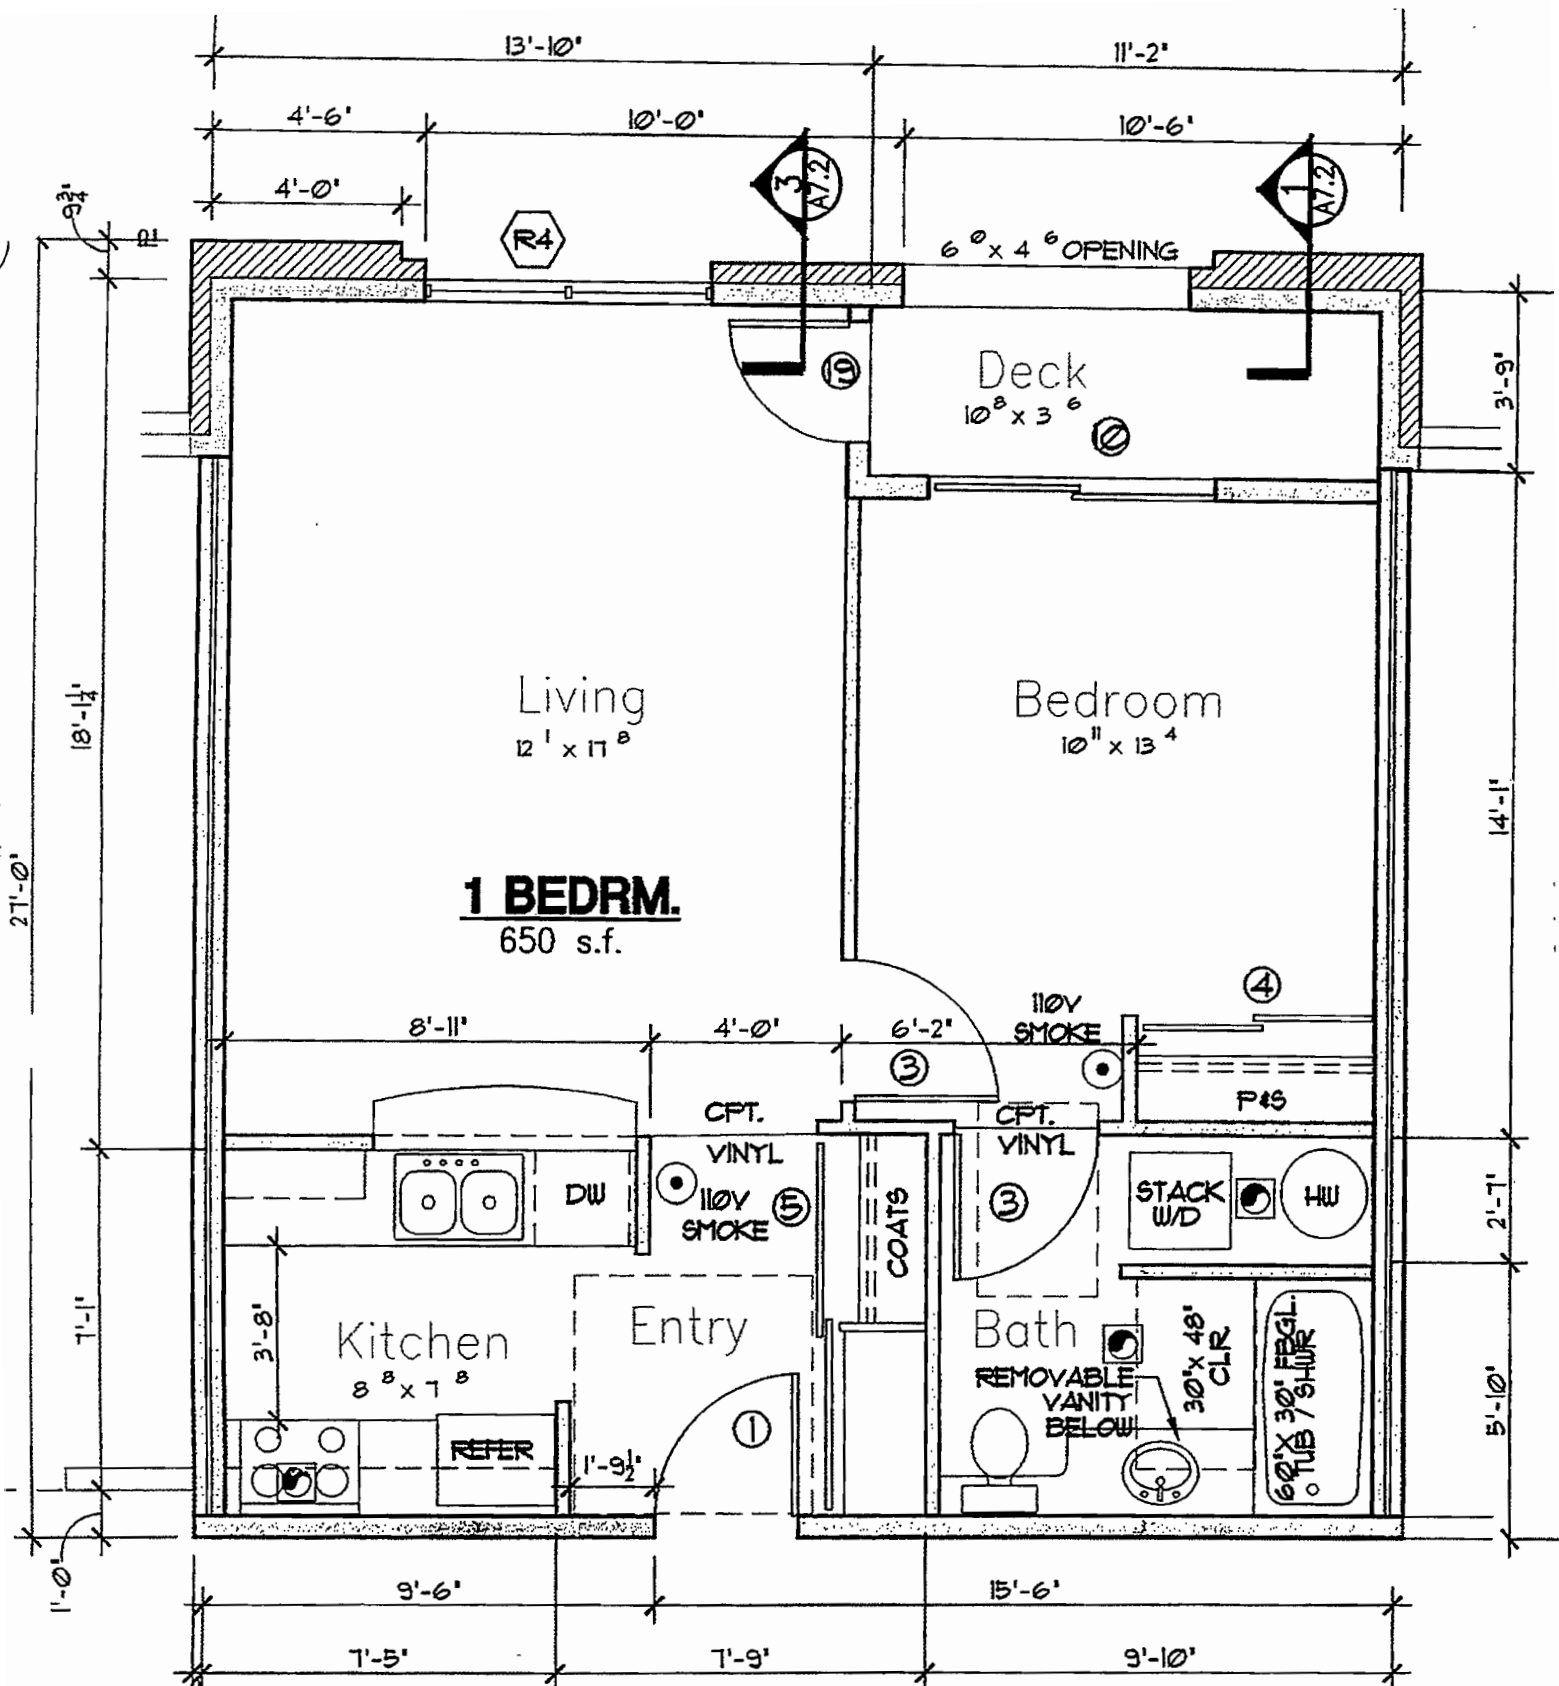 13'-10"
11'-2"
4'-6"
10'-0"
10'-6"
4'-0"
9 3/4"
3
A7.2
1
A7.2
R4
6 0 x 4 6 OPENING
Deck
10 8 x 3 6
10
10
3'-9"
18'-1 1/4"
27'-0"
Living
12 1 x 17 8
Bedroom
10 11 x 13 4
14'-1"
1 BEDRM.
650 s.f.
4
110V
SMOKE
8'-11"
4'-0"
6'-2"
3
P&S
CPT.
VINYL
CPT.
VINYL
110V
SMOKE
5
COATS
3
STACK
W/D
HW
2'-7"
DW
7'-1"
3'-8"
Kitchen
8 8 x 7 8
Entry
Bath
REMOVABLE
VANITY
BELOW
30" x 48"
CLR
60" X 30" FBGL.
TUB / SHWR
REFER
1'-9 1/2"
1
5'-10"
1'-0"
9'-6"
15'-6"
7'-5"
7'-9"
9'-10"